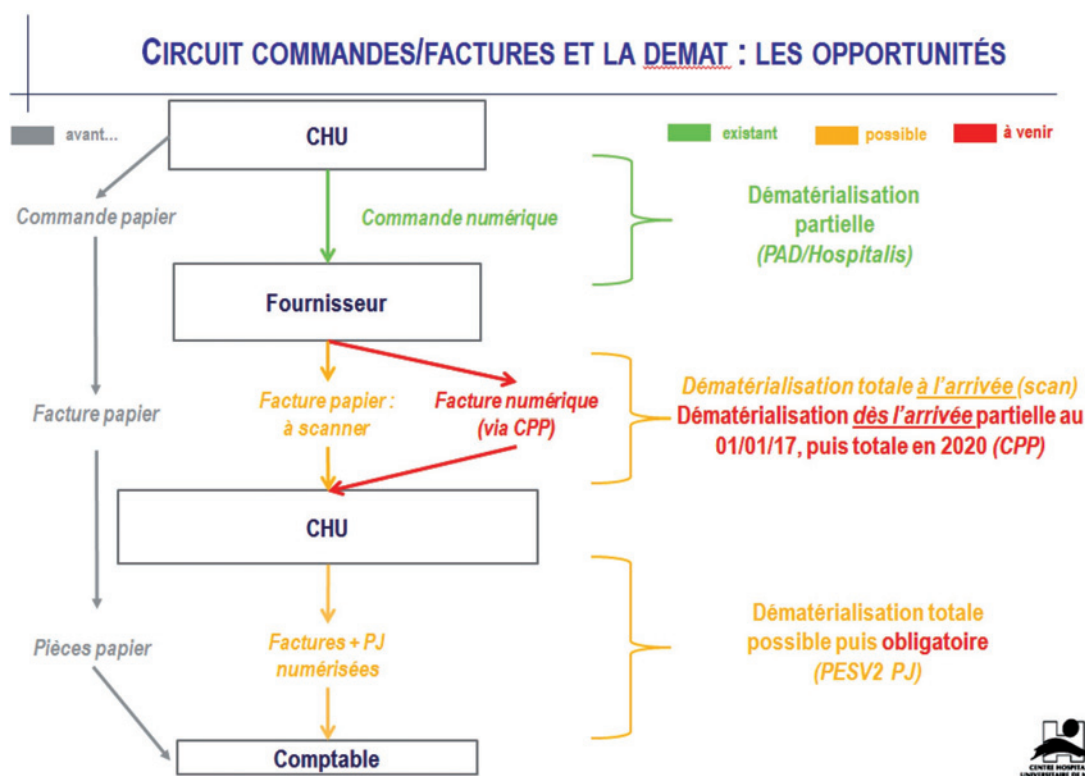 CIRCUIT COMMANDES/FACTURES ET LA DEMAT : LES OPPORTUNITÉS
avant...
CHU
existant
possible
à venir
Commande papier
Commande numérique
Dématérialisation
partielle
(PAD/Hospitalis)
Fournisseur
Facture papier
Facture papier :
à scanner
Facture numérique
(via CPP)
Dématérialisation totale à l'arrivée (scan)
Dématérialisation dès l'arrivée partielle au
01/01/17, puis totale en 2020 (CPP)
CHU
Pièces papier
Factures + PJ
numérisées
Dématérialisation totale
possible puis obligatoire
(PESV2 PJ)
Comptable
CENTRE HOSPITA
UNIVERSITAIRE